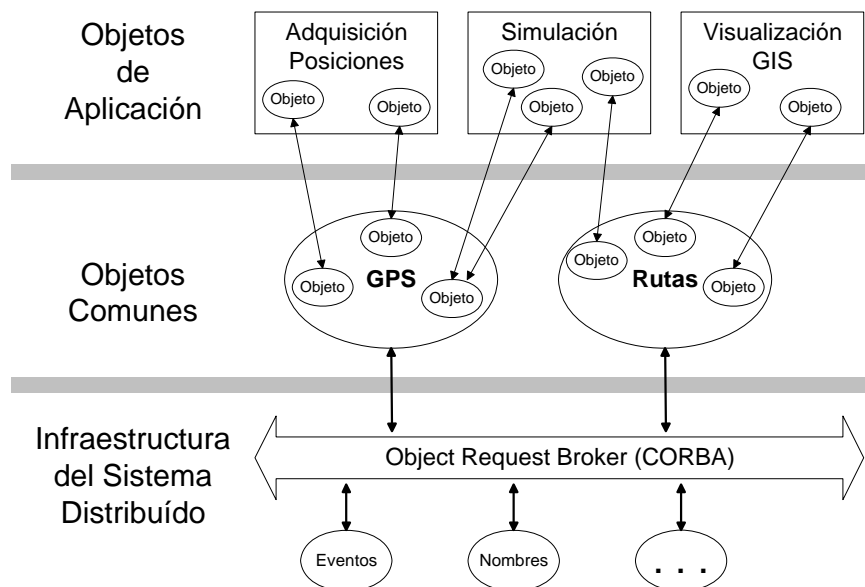 Objetos
de
Aplicación
Adquisición
Posiciones
Objeto
Objeto
Simulación
Objeto
Objeto
Objeto
Visualización
GIS
Objeto
Objeto
Objetos
Comunes
Objeto
Objeto
GPS
Objeto
Objeto
Objeto
Rutas
Objeto
Infraestructura
del Sistema
Distribuído
Object Request Broker (CORBA)
Eventos
Nombres
. . .